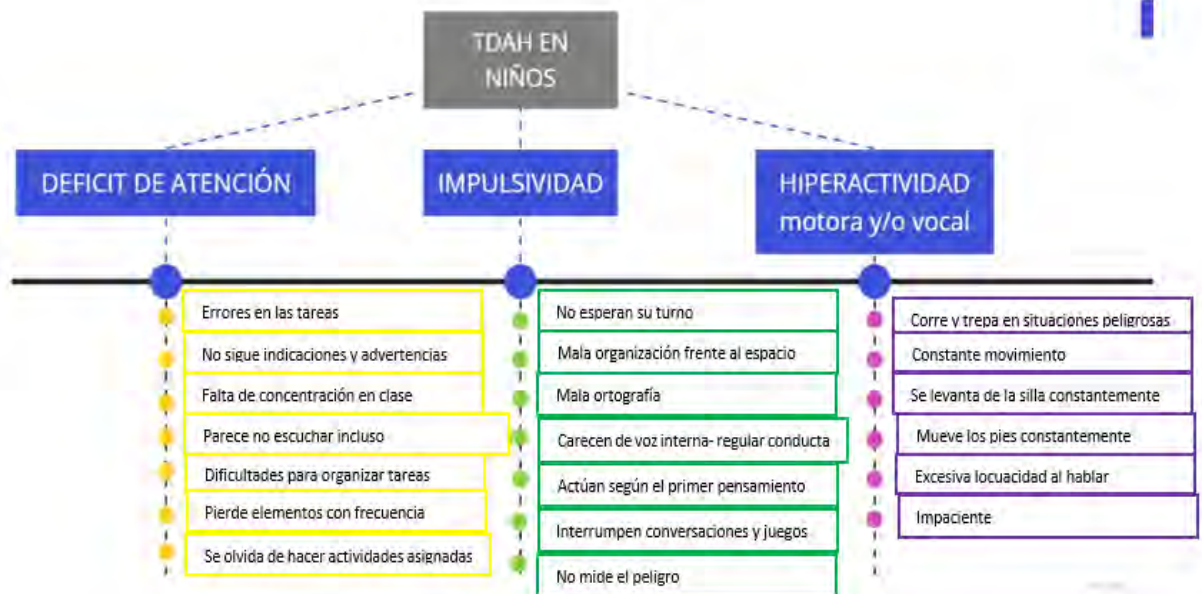 TDAH EN
NIÑOS
DEFICIT DE ATENCIÓN
IMPULSIVIDAD
HIPERACTIVIDAD
motora y/o vocal
Errores en las tareas
No sigue indicaciones y advertencias
Falta de concentración en clase
Parece no escuchar incluso
Dificultades para organizar tareas
Pierde elementos con frecuencia
Se olvida de hacer actividades asignadas
No esperan su turno
Mala organización frente al espacio
Mala ortografía
Carecen de voz interna- regular conducta
Actúan según el primer pensamiento
Interrumpen conversaciones y juegos
No mide el peligro
Corre y trepa en situaciones peligrosas
Constante movimiento
Se levanta de la silla constantemente
Mueve los pies constantemente
Excesiva locuacidad al hablar
Impaciente